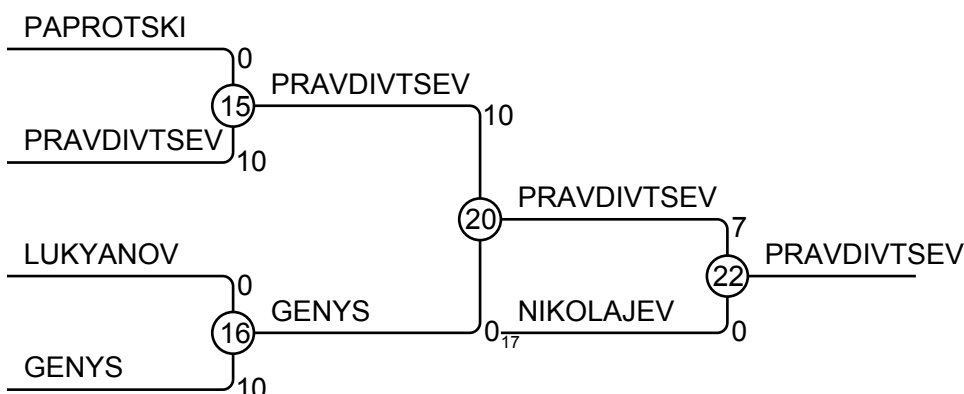 PAPROTSKI
0
15
PRAVDIVTSEV
10
PRAVDIVTSEV
10
20
PRAVDIVTSEV
7
22
PRAVDIVTSEV
LUKYANOV
0
16
GENYS
0
17
NIKOLAJEV
0
GENYS
10